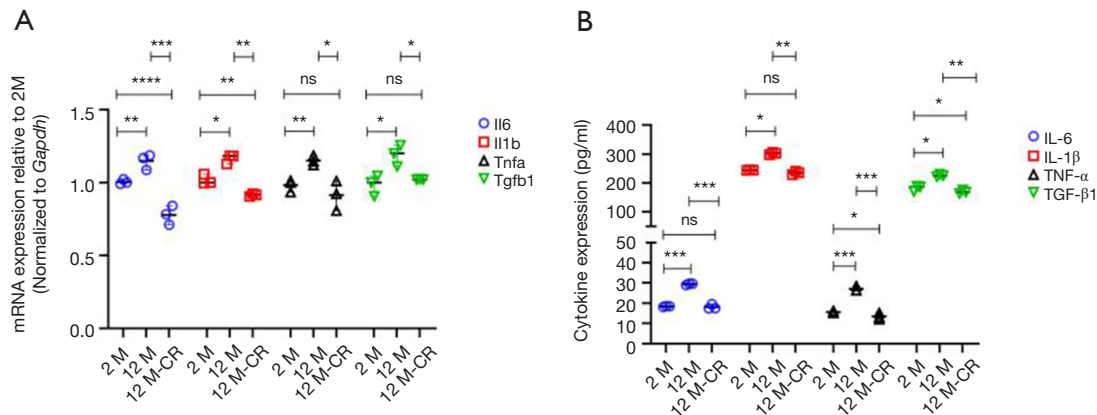 A
mRNA expression relative to 2M
(Normalized to Gapdh)
1.5
1.0
0.5
0.0
***
**
*
*
****
**
ns
ns
**
*
**
*
2 M
12 M
12 M-CR
2 M
12 M
12 M-CR
2 M
12 M
12 M-CR
2 M
12 M
12 M-CR
Il6
Il1b
Tnfa
Tgfb1
B
Cytokine expression (pg/ml)
400
300
200
100
50
40
30
20
10
0
**
**
ns
*
*
*
***
***
ns
*
***
***
2 M
12 M
12 M-CR
2 M
12 M
12 M-CR
2 M
12 M
12 M-CR
2 M
12 M
12 M-CR
IL-6
IL-1β
TNF-α
TGF-β1